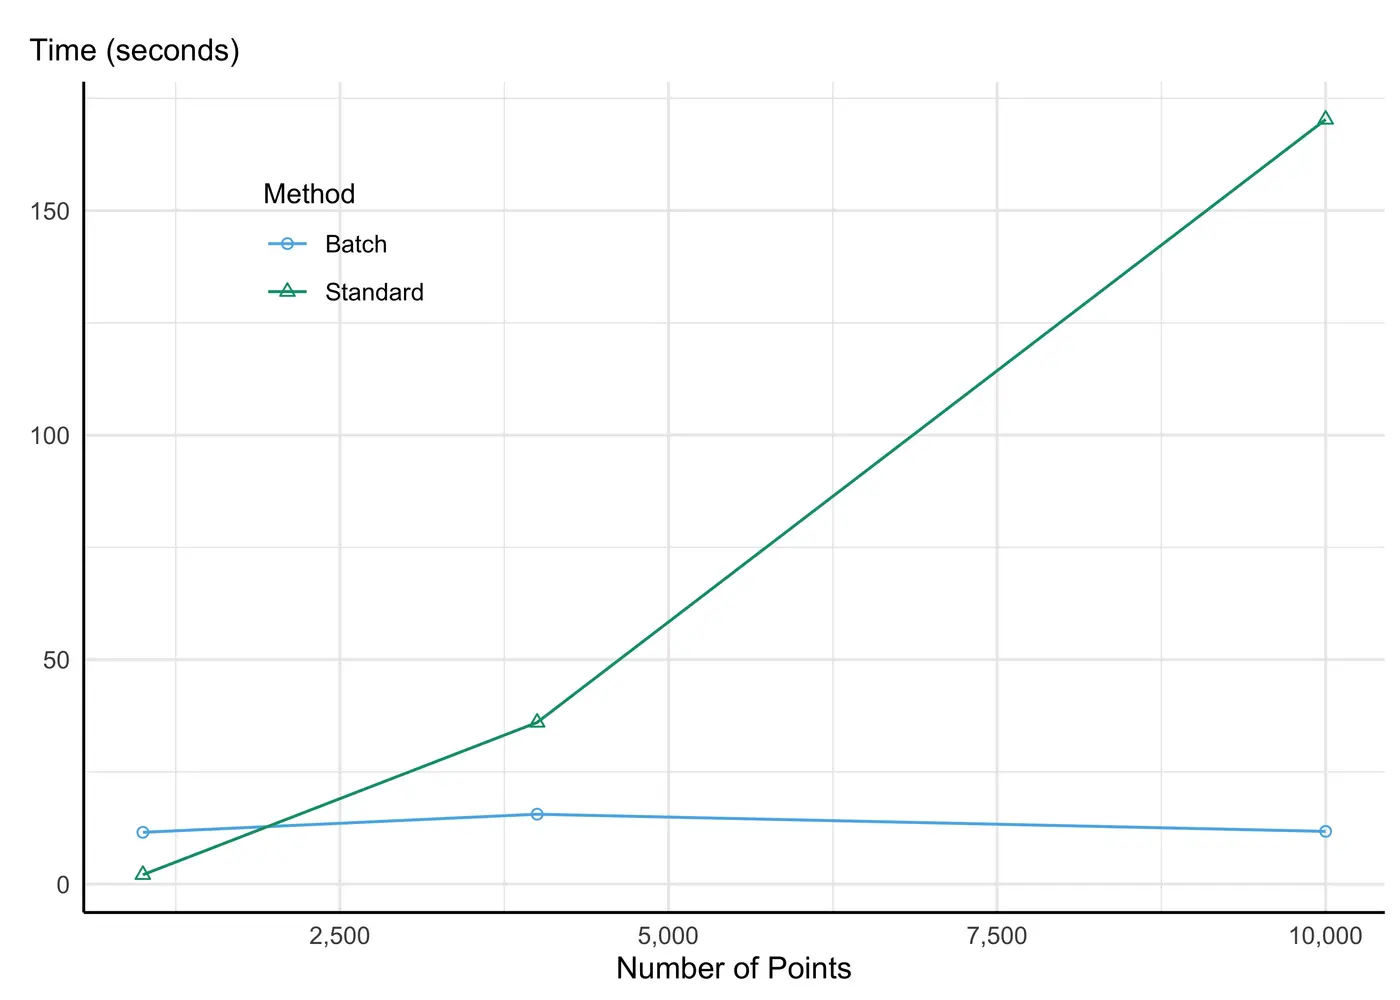 Time (seconds)
Method
Batch
Standard
150
100
50
0
2,500 5,000 7,500 10,000
Number of Points